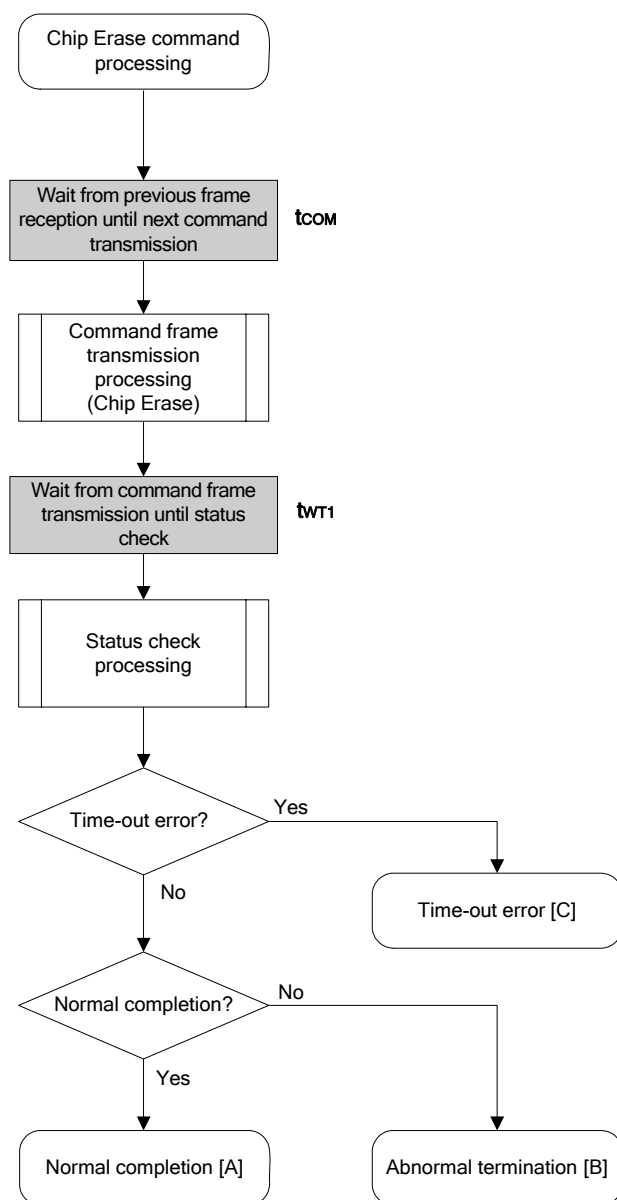 Chip Erase command
processing
Wait from previous frame
reception until next command
transmission
tCOM
Command frame
transmission
processing
(Chip Erase)
Wait from command frame
transmission until status
check
tWT1
Status check
processing
Time-out error?
Yes
No
Time-out error [C]
Normal completion?
No
Yes
Normal completion [A]
Abnormal termination [B]